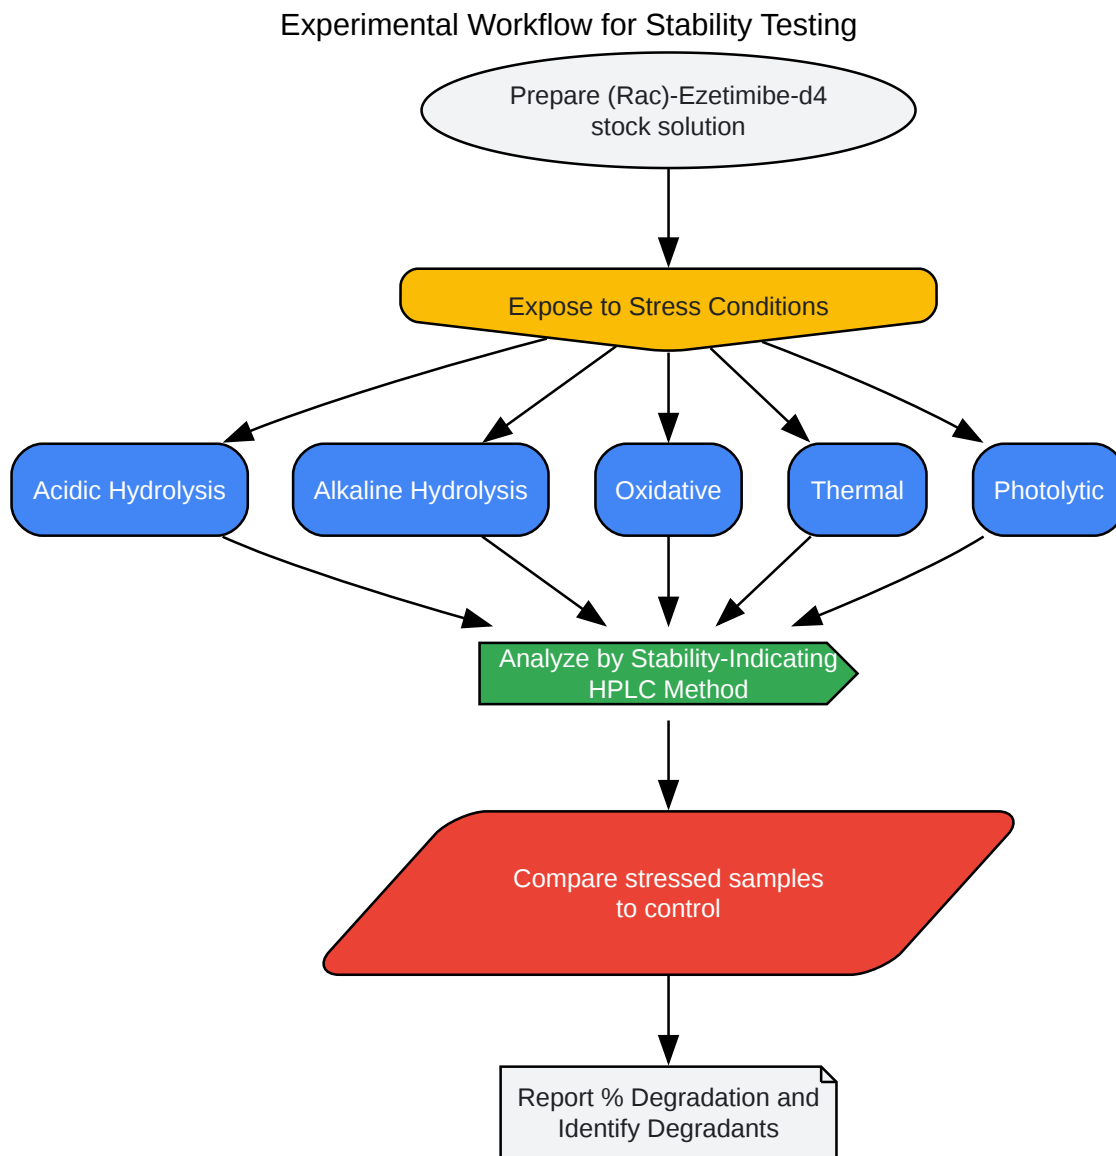 Experimental Workflow for Stability Testing
Prepare (Rac)-Ezetimibe-d4
stock solution
Expose to Stress Conditions
Acidic Hydrolysis
Alkaline Hydrolysis
Oxidative
Thermal
Photolytic
Analyze by Stability-Indicating
HPLC Method
Compare stressed samples
to control
Report % Degradation and
Identify Degradants